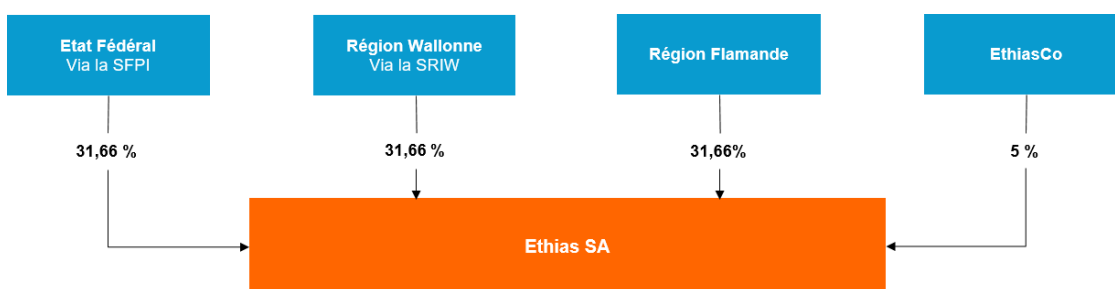 Etat Fédéral
Via la SFPI
Région Wallonne
Via la SRIW
Région Flamande
EthiasCo
31,66 %
31,66 %
31,66%
5 %
Ethias SA